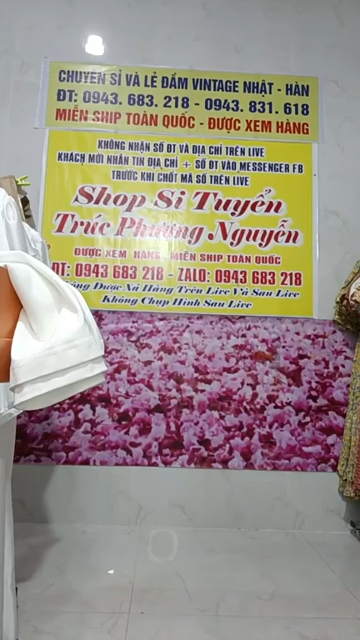 CHUYÊN SỈ VÀ LẺ ĐẦM VINTAGE NHẬT - HÀN
ĐT: 0943. 683. 218 - 0943. 831. 618
MIỄN SHIP TOÀN QUỐC - ĐƯỢC XEM HÀNG
KHÔNG NHẬN SỐ ĐT VÀ ĐỊA CHỈ TRÊN LIVE
KHÁCH MỚI NHẮN TIN ĐỊA CHỈ + SỐ ĐT VÀO MESSENGER FB
TRƯỚC KHI CHỐT MÃ SỐ TRÊN LIVE
Shop Si Tuyển
Trúc Phương Nguyễn
ĐƯỢC XEM HÀNG MIỄN SHIP TOÀN QUỐC
ĐT: 0943 683 218 - ZALO: 0943 683 218
Được Xả Hàng Trên Live Và Sau Live
Không Chụp Hình Sau Live